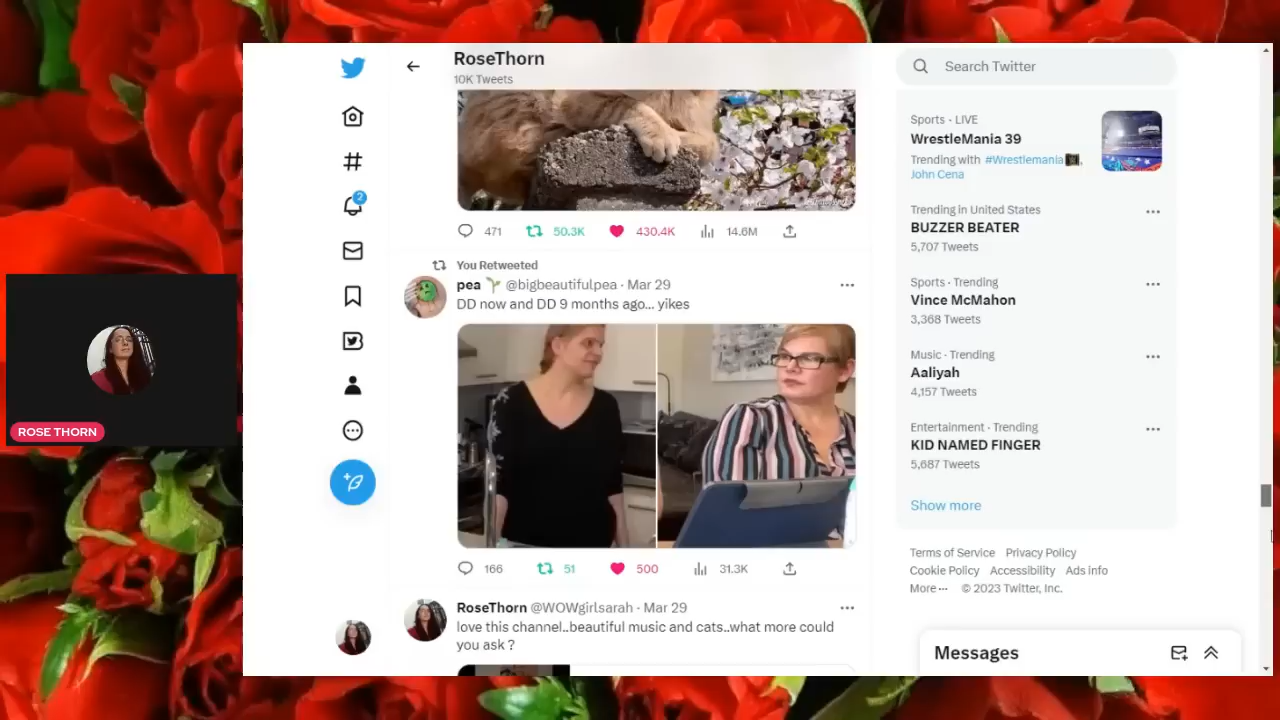 RoseThorn
10K Tweets
Search Twitter
Sports · LIVE
WrestleMania 39
Trending with #Wrestlemania,
John Cena
Trending in United States
BUZZER BEATER
5,707 Tweets
Sports · Trending
Vince McMahon
3,368 Tweets
Music · Trending
Aaliyah
4,157 Tweets
Entertainment · Trending
KID NAMED FINGER
5,687 Tweets
Show more
Terms of Service Privacy Policy
Cookie Policy Accessibility Ads info
More ··· © 2023 Twitter, Inc.
Messages
471 50.3K 430.4K 14.6M
2
You Retweeted
pea @bigbeautifulpea · Mar 29
DD now and DD 9 months ago... yikes
166 51 500 31.3K
RoseThorn @WOWgirlsarah · Mar 29
love this channel..beautiful music and cats..what more could
you ask ?
ROSE THORN